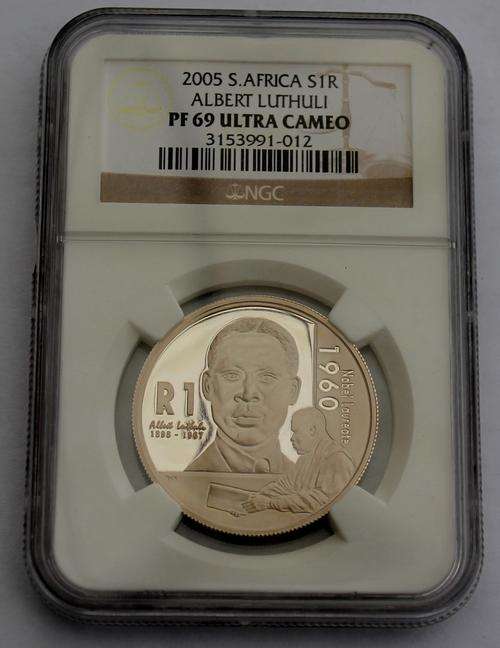 2005 S.AFRICA S1R
ALBERT LUTHULI
PF 69 ULTRA CAMEO
3153991-012
NGC
R1
Albert Luthuli
1898 - 1967
1960
Nobel Laureate